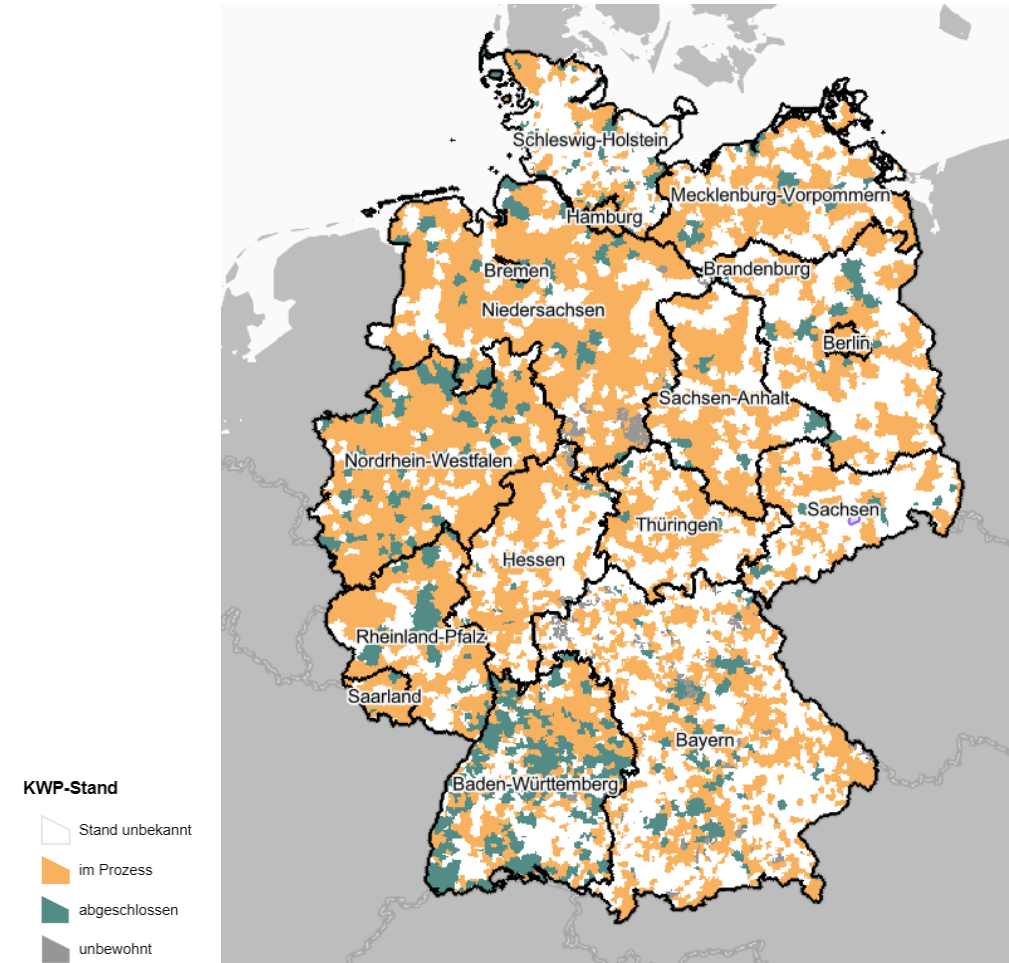 Schleswig-Holstein
Mecklenburg-Vorpommern
Hamburg
Brandenburg
Bremen
Niedersachsen
Berlin
Sachsen-Anhalt
Nordrhein-Westfalen
Sachsen
Thüringen
Hessen
Rheinland-Pfalz
Saarland
Bayern
Baden-Württemberg
KWP-Stand
Stand unbekannt
im Prozess
abgeschlossen
unbewohnt